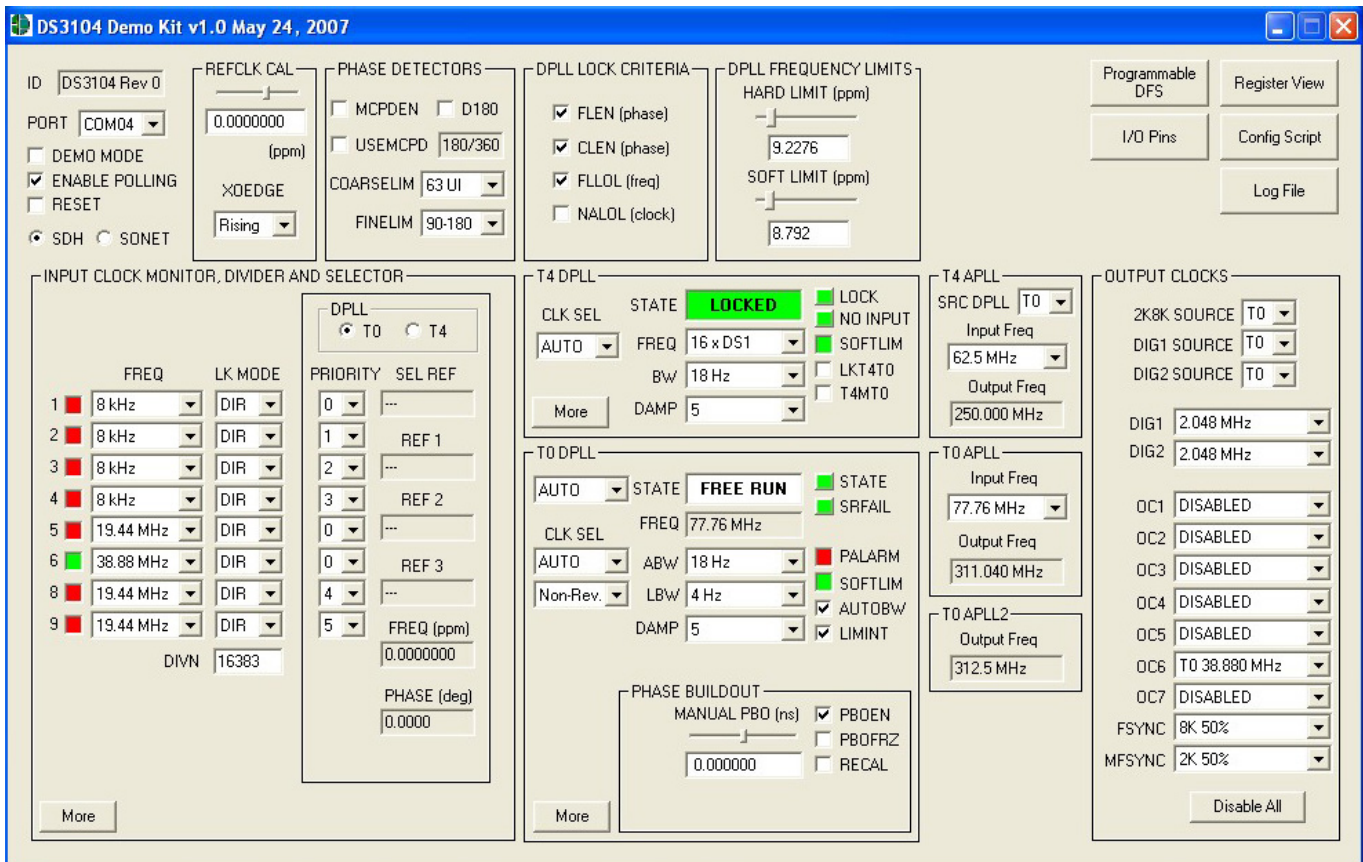 DS3104 Demo Kit v1.0 May 24, 2007
ID DS3104 Rev 0
PORT COM04
DEMO MODE
ENABLE POLLING
RESET
SDH SONET
REFCLK CAL
0.0000000
(ppm)
XOEDGE
Rising
PHASE DETECTORS
MCPDEN D180
USEMCPD 180/360
COARSELIM 63 UI
FINELIM 90-180
DPLL LOCK CRITERIA
FLEN (phase)
CLEN (phase)
FLLOL (freq)
NALOL (clock)
DPLL FREQUENCY LIMITS
HARD LIMIT (ppm)
9.2276
SOFT LIMIT (ppm)
8.792
Programmable DFS
Register View
I/O Pins
Config Script
Log File
INPUT CLOCK MONITOR, DIVIDER AND SELECTOR
DPLL
T0 T4
FREQ LK MODE PRIORITY SEL REF
1 8 kHz DIR 0 ---
2 8 kHz DIR 1 REF 1
3 8 kHz DIR 2 ---
4 8 kHz DIR 3 REF 2
5 19.44 MHz DIR 0 ---
6 38.88 MHz DIR 0 REF 3
8 19.44 MHz DIR 4 ---
9 19.44 MHz DIR 5 FREQ (ppm)
DIVN 16383
0.0000000
PHASE (deg)
0.0000
More
T4 DPLL
CLK SEL
AUTO
More
STATE LOCKED
FREQ 16 x DS1
BW 18 Hz
DAMP 5
LOCK
NO INPUT
SOFTLIM
LKT4T0
T4MT0
T0 DPLL
AUTO STATE FREE RUN
FREQ 77.76 MHz
CLK SEL
AUTO ABW 18 Hz
Non-Rev. LBW 4 Hz
DAMP 5
STATE
SRFAIL
PALARM
SOFTLIM
AUTOBW
LIMINT
PHASE BUILDOUT
MANUAL PBO (ns)
0.000000
PBOEN
PBOFRZ
RECAL
More
T4 APLL
SRC DPLL T0
Input Freq
62.5 MHz
Output Freq
250.000 MHz
T0 APLL
Input Freq
77.76 MHz
Output Freq
311.040 MHz
T0 APLL2
Output Freq
312.5 MHz
OUTPUT CLOCKS
2K8K SOURCE T0
DIG1 SOURCE T0
DIG2 SOURCE T0
DIG1 2.048 MHz
DIG2 2.048 MHz
OC1 DISABLED
OC2 DISABLED
OC3 DISABLED
OC4 DISABLED
OC5 DISABLED
OC6 T0 38.880 MHz
OC7 DISABLED
FSYNC 8K 50%
MFSYNC 2K 50%
Disable All